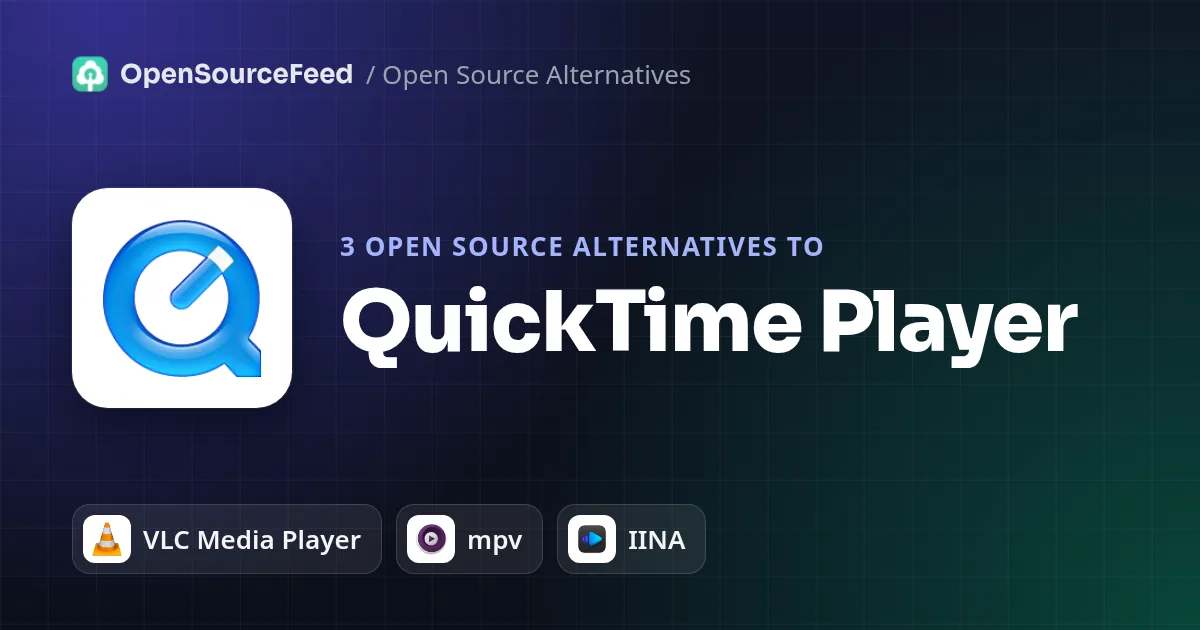 OpenSourceFeed / Open Source Alternatives
3 OPEN SOURCE ALTERNATIVES TO
QuickTime Player
VLC Media Player
mpv
IINA